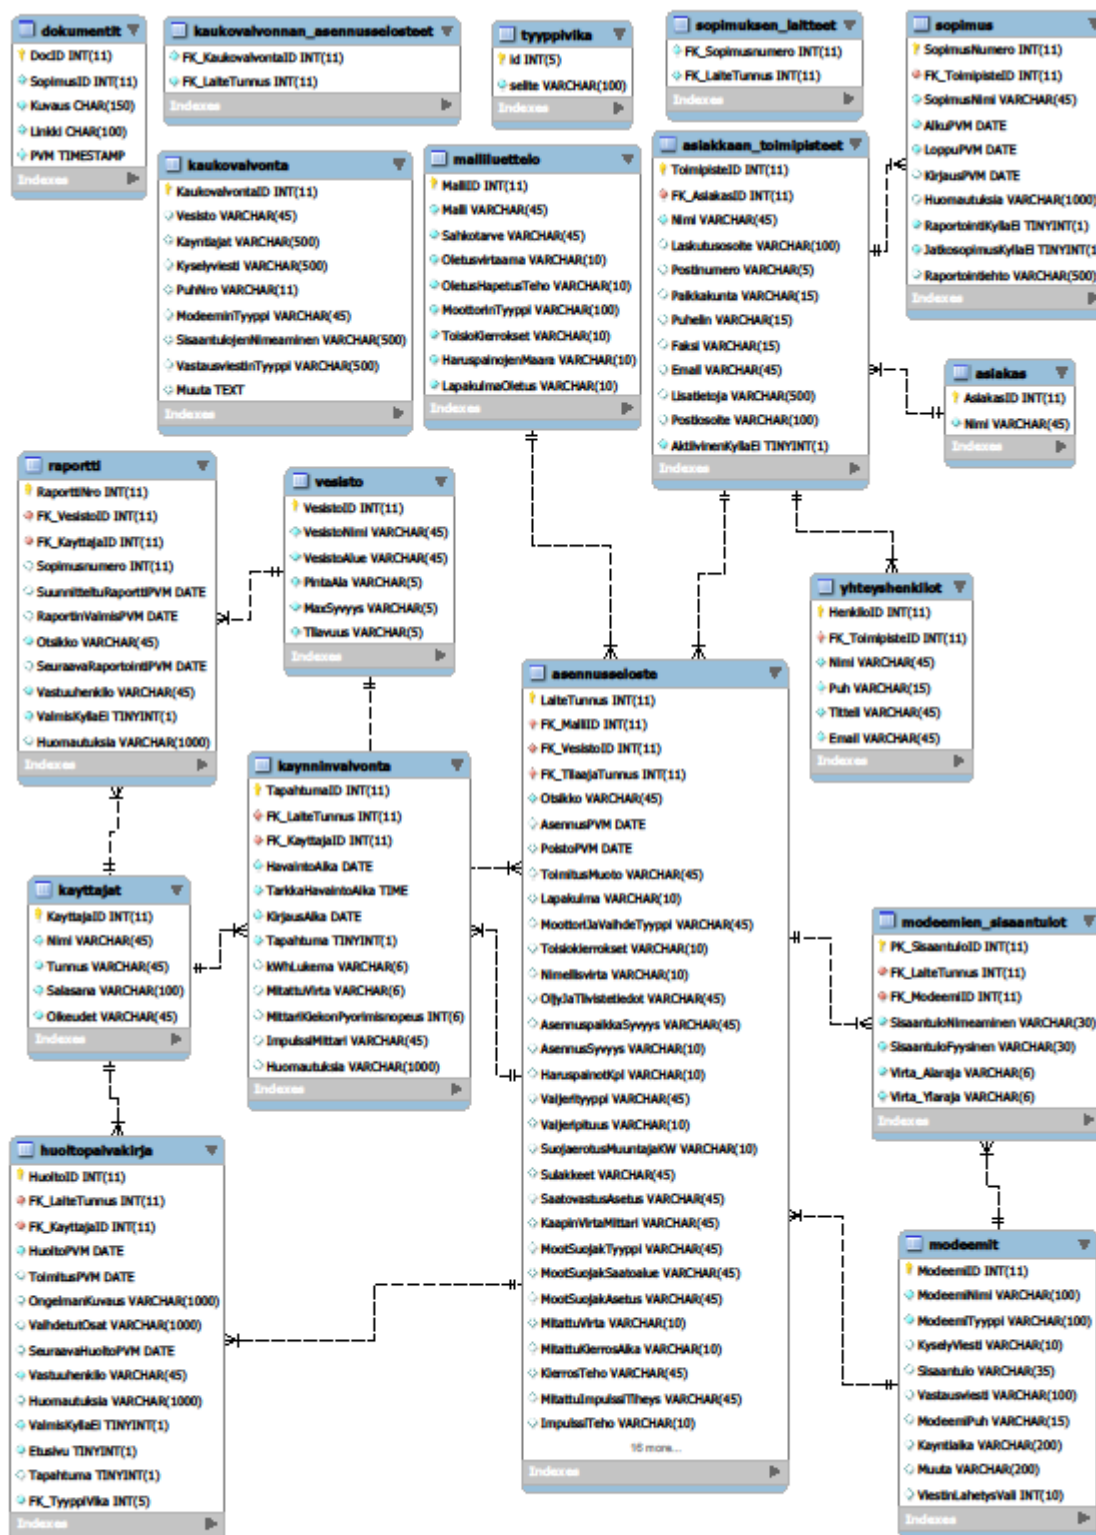 dokumentit
DocID INT(11)
SopimusID INT(11)
Kuvaus CHAR(150)
Linkki CHAR(100)
PVM TIMESTAMP
Indexes
kaukovalvonnan_asennusselosteet
FK_KaukovalvontaID INT(11)
FK_LaiteTunnus INT(11)
Indexes
tyyppivika
id INT(5)
selite VARCHAR(100)
Indexes
sopimuksen_laitteet
FK_Sopimusnumero INT(11)
FK_LaiteTunnus INT(11)
Indexes
sopimus
SopimusNumero INT(11)
FK_ToimipisteID INT(11)
SopimusNimi VARCHAR(45)
AlkuPVM DATE
LoppuPVM DATE
KirjausPVM DATE
Huomautuksia VARCHAR(1000)
RaportointiKyllaEi TINYINT(1)
JatkosopimusKyllaEi TINYINT(1
Raportointiehto VARCHAR(500)
Indexes
kaukovalvonta
KaukovalvontaID INT(11)
Vesisto VARCHAR(45)
Kayntiajat VARCHAR(500)
Kyselyviesti VARCHAR(500)
PuhNro VARCHAR(11)
ModeeminTyyppi VARCHAR(45)
SisaantulojenNimeaminen VARCHAR(500)
VastausviestinTyyppi VARCHAR(500)
Muuta TEXT
Indexes
malliluettelo
MalliID INT(11)
Malli VARCHAR(45)
Sahkotarve VARCHAR(45)
Oletusvirtaama VARCHAR(10)
OletusHapetusTeho VARCHAR(10)
MoottorinTyyppi VARCHAR(100)
ToisioKierrokset VARCHAR(10)
HaruspainojenMaara VARCHAR(10)
LapakulmaOletus VARCHAR(10)
Indexes
asiakkaan_toimipisteet
ToimipisteID INT(11)
FK_AsiakasID INT(11)
Nimi VARCHAR(45)
Laskutusosoite VARCHAR(100)
Postinumero VARCHAR(5)
Paikkakunta VARCHAR(15)
Puhelin VARCHAR(15)
Faksi VARCHAR(15)
Email VARCHAR(45)
Lisatietoja VARCHAR(500)
Postiosoite VARCHAR(100)
AktiivinenKyllaEi TINYINT(1)
Indexes
asiakas
AsiakasID INT(11)
Nimi VARCHAR(45)
Indexes
raportti
RaporttiNro INT(11)
FK_VesistoID INT(11)
FK_KayttajaID INT(11)
Sopimusnumero INT(11)
SuunniteltuRaporttiPVM DATE
RaportinValmisPVM DATE
Otsikko VARCHAR(45)
SeuraavaRaportointiPVM DATE
Vastuuhenkilo VARCHAR(45)
ValmisKyllaEi TINYINT(1)
Huomautuksia VARCHAR(1000)
Indexes
vesisto
VesistoID INT(11)
VesistoNimi VARCHAR(45)
VesistoAlue VARCHAR(45)
PintaAla VARCHAR(5)
MaxSyvyys VARCHAR(5)
Tilavuus VARCHAR(5)
Indexes
yhteyshenkilot
HenkiloID INT(11)
FK_ToimipisteID INT(11)
Nimi VARCHAR(45)
Puh VARCHAR(15)
Titteli VARCHAR(45)
Email VARCHAR(45)
Indexes
kaynninvalvonta
TapahtumaID INT(11)
FK_LaiteTunnus INT(11)
FK_KayttajaID INT(11)
HavaintoAika DATE
TarkkaHavaintoAika TIME
KirjausAika DATE
Tapahtuma TINYINT(1)
kWhLukema VARCHAR(6)
MitattuVirta VARCHAR(6)
MittariKiekonPyorimisnopeus INT(6)
ImpulssiMittari VARCHAR(45)
Huomautuksia VARCHAR(1000)
Indexes
asennusseloste
LaiteTunnus INT(11)
FK_MalliID INT(11)
FK_VesistoID INT(11)
FK_TilaajaTunnus INT(11)
Otsikko VARCHAR(45)
AsennusPVM DATE
PoistoPVM DATE
ToimitusMuoto VARCHAR(45)
Lapakulma VARCHAR(10)
MoottoriJaVaihdeTyyppi VARCHAR(45)
Toisiokierrokset VARCHAR(10)
Nimellisvirta VARCHAR(10)
OljyJaTiivistetiedot VARCHAR(45)
AsennuspaikkaSyvyys VARCHAR(45)
AsennusSyvyys VARCHAR(10)
HaruspainotKpl VARCHAR(10)
Vaijerityyppi VARCHAR(45)
Vaijeripituus VARCHAR(10)
SuojaerotusMuuntajaKW VARCHAR(10)
Sulakkeet VARCHAR(45)
SaatovastusAsetus VARCHAR(45)
KaapinVirtaMittari VARCHAR(45)
MootSuojakTyyppi VARCHAR(45)
MootSuojakSaatoalue VARCHAR(45)
MootSuojakAsetus VARCHAR(45)
MitattuVirta VARCHAR(10)
MitattuKierrosAika VARCHAR(10)
KierrosTeho VARCHAR(45)
MitattuImpulssiTiheys VARCHAR(45)
ImpulssiTeho VARCHAR(10)
16 more...
Indexes
kayttajat
KayttajaID INT(11)
Nimi VARCHAR(45)
Tunnus VARCHAR(45)
Salasana VARCHAR(100)
Oikeudet VARCHAR(45)
Indexes
modeemien_sisaantulot
PK_SisaantuloID INT(11)
FK_LaiteTunnus INT(11)
FK_ModeemiID INT(11)
SisaantuloNimeaminen VARCHAR(30)
SisaantuloFyysinen VARCHAR(30)
Virta_Alaraja VARCHAR(6)
Virta_Ylaraja VARCHAR(6)
Indexes
huoltopaivakirja
HuoltoID INT(11)
FK_LaiteTunnus INT(11)
FK_KayttajaID INT(11)
HuoltoPVM DATE
ToimitusPVM DATE
OngelmanKuvaus VARCHAR(1000)
VaihdetutOsat VARCHAR(1000)
SeuraavaHuoltoPVM DATE
Vastuuhenkilo VARCHAR(45)
Huomautuksia VARCHAR(1000)
ValmisKyllaEi TINYINT(1)
Etusivu TINYINT(1)
Tapahtuma TINYINT(1)
FK_TyyppiVika INT(5)
Indexes
modeemit
ModeemiID INT(11)
ModeemiNimi VARCHAR(100)
ModeemiTyyppi VARCHAR(100)
KyselyViesti VARCHAR(10)
Sisaantulo VARCHAR(35)
Vastausviesti VARCHAR(100)
ModeemiPuh VARCHAR(15)
Kayntiaika VARCHAR(200)
Muuta VARCHAR(200)
ViestinLahetysVali INT(10)
Indexes